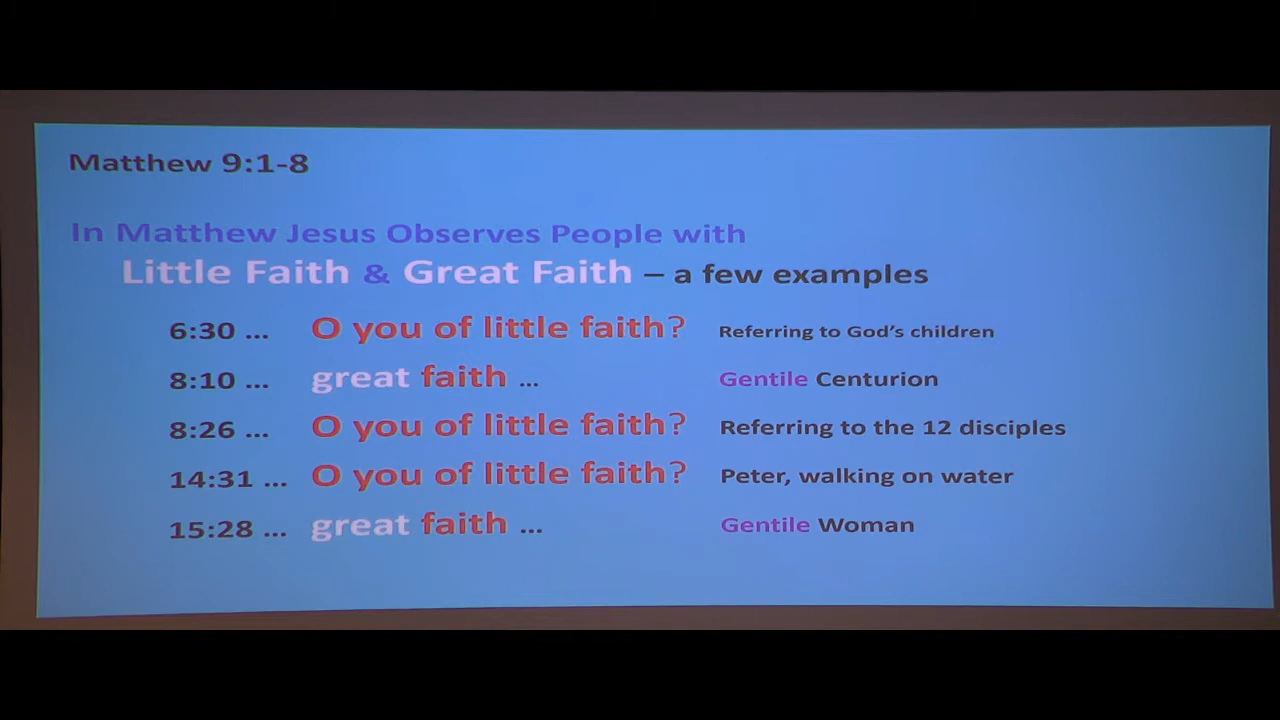 Matthew 9:1-8
In Matthew Jesus Observes People with
Little Faith & Great Faith – a few examples
6:30 ... O you of little faith? Referring to God's children
8:10 ... great faith ... Gentile Centurion
8:26 ... O you of little faith? Referring to the 12 disciples
14:31 ... O you of little faith? Peter, walking on water
15:28 ... great faith ... Gentile Woman